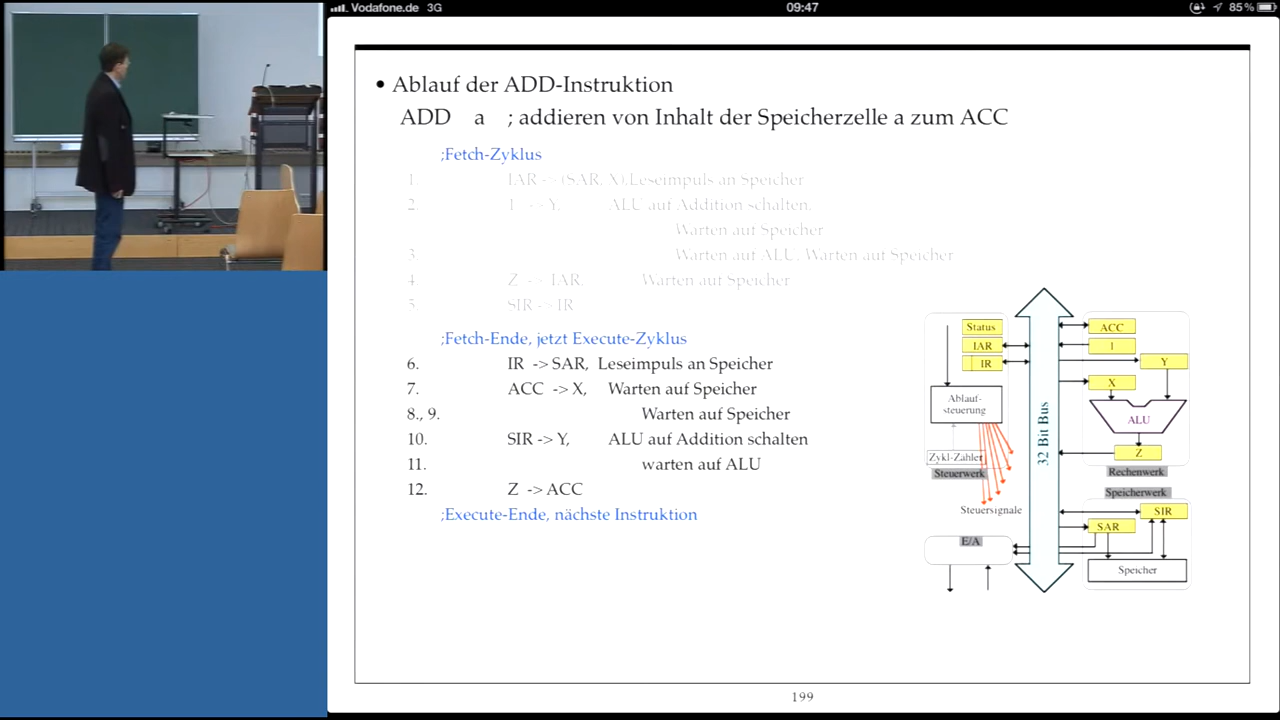 Vodafone.de 3G 09:47 85 %
• Ablauf der ADD-Instruktion
ADD a ; addieren von Inhalt der Speicherzelle a zum ACC
;Fetch-Zyklus
1 IAR -> (SAR, X),Leseimpuls an Speicher
2. 1 -> Y, ALU auf Addition schalten,
Warten auf Speicher
3 Warten auf ALU, Warten auf Speicher
4. Z -> IAR, Warten auf Speicher
5 SIR -> IR
;Fetch-Ende, jetzt Execute-Zyklus
6. IR -> SAR, Leseimpuls an Speicher
7. ACC -> X, Warten auf Speicher
8., 9. Warten auf Speicher
10. SIR -> Y, ALU auf Addition schalten
11. warten auf ALU
12. Z -> ACC
;Execute-Ende, nächste Instruktion
Status
IAR
IR
Ablauf-
steuerung
Zykl-Zähler
Steuerwerk
Steuersignale
E/A
32 Bit Bus
ACC
1
Y
X
ALU
Z
Rechenwerk
Speicherwerk
SIR
SAR
Speicher
199